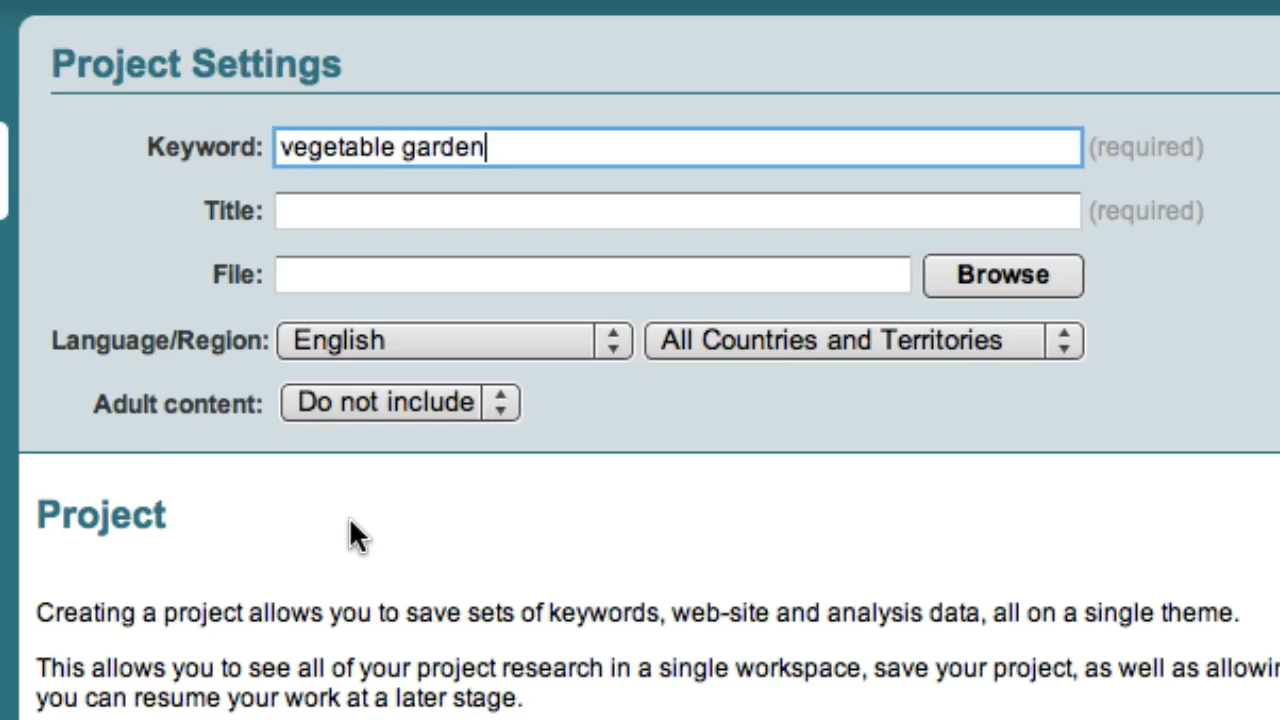 Project Settings
Keyword: vegetable garden (required)
Title: (required)
File: Browse
Language/Region: English All Countries and Territories
Adult content: Do not include
Project
Creating a project allows you to save sets of keywords, web-site and analysis data, all on a single theme.
This allows you to see all of your project research in a single workspace, save your project, as well as
you can resume your work at a later stage.